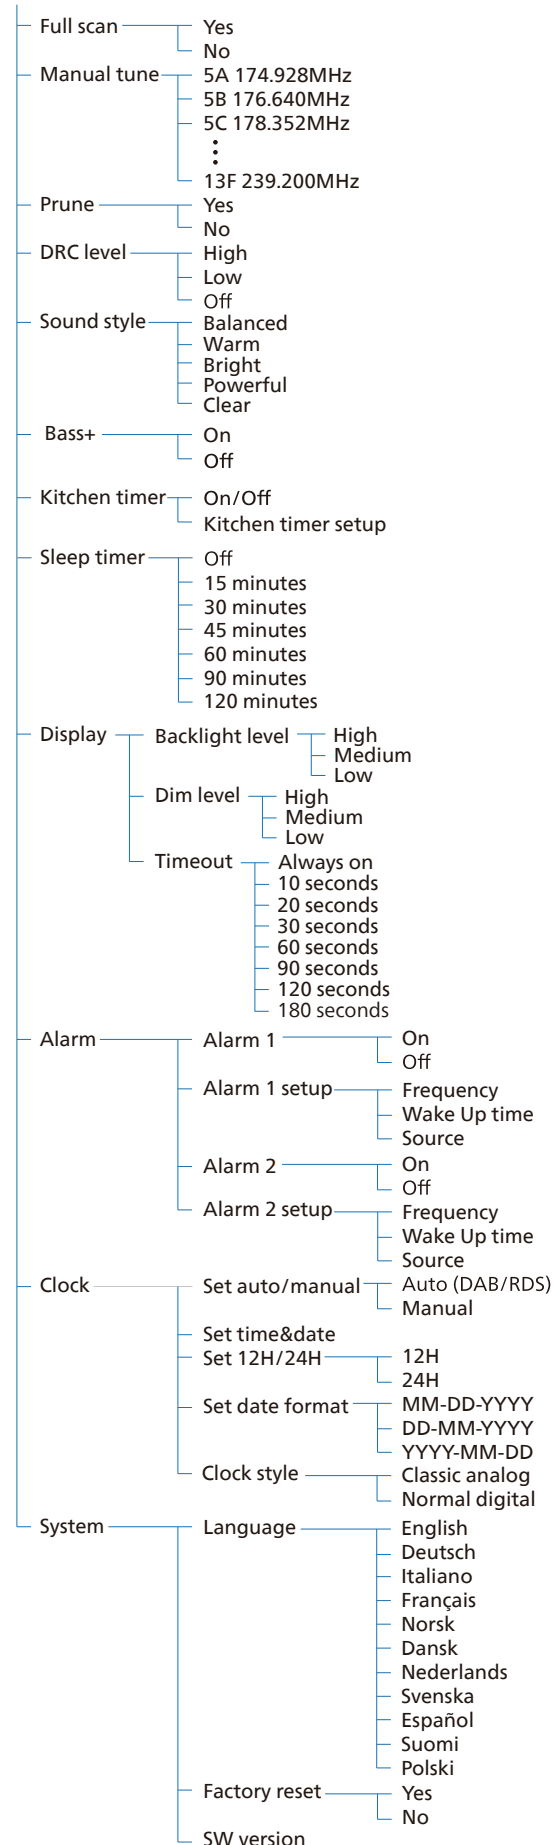 Full scan Yes
No
Manual tune 5A 174.928MHz
5B 176.640MHz
5C 178.352MHz
⋮
13F 239.200MHz
Prune Yes
No
DRC level High
Low
Off
Sound style Balanced
Warm
Bright
Powerful
Clear
Bass+ On
Off
Kitchen timer On/Off
Kitchen timer setup
Sleep timer Off
15 minutes
30 minutes
45 minutes
60 minutes
90 minutes
120 minutes
Display Backlight level High
Medium
Low
Dim level High
Medium
Low
Timeout Always on
10 seconds
20 seconds
30 seconds
60 seconds
90 seconds
120 seconds
180 seconds
Alarm Alarm 1 On
Off
Alarm 1 setup Frequency
Wake Up time
Source
Alarm 2 On
Off
Alarm 2 setup Frequency
Wake Up time
Source
Clock Set auto/manual Auto (DAB/RDS)
Manual
Set time&date
Set 12H/24H 12H
24H
Set date format MM-DD-YYYY
DD-MM-YYYY
YYYY-MM-DD
Clock style Classic analog
Normal digital
System Language English
Deutsch
Italiano
Français
Norsk
Dansk
Nederlands
Svenska
Español
Suomi
Polski
Factory reset Yes
No
SW version